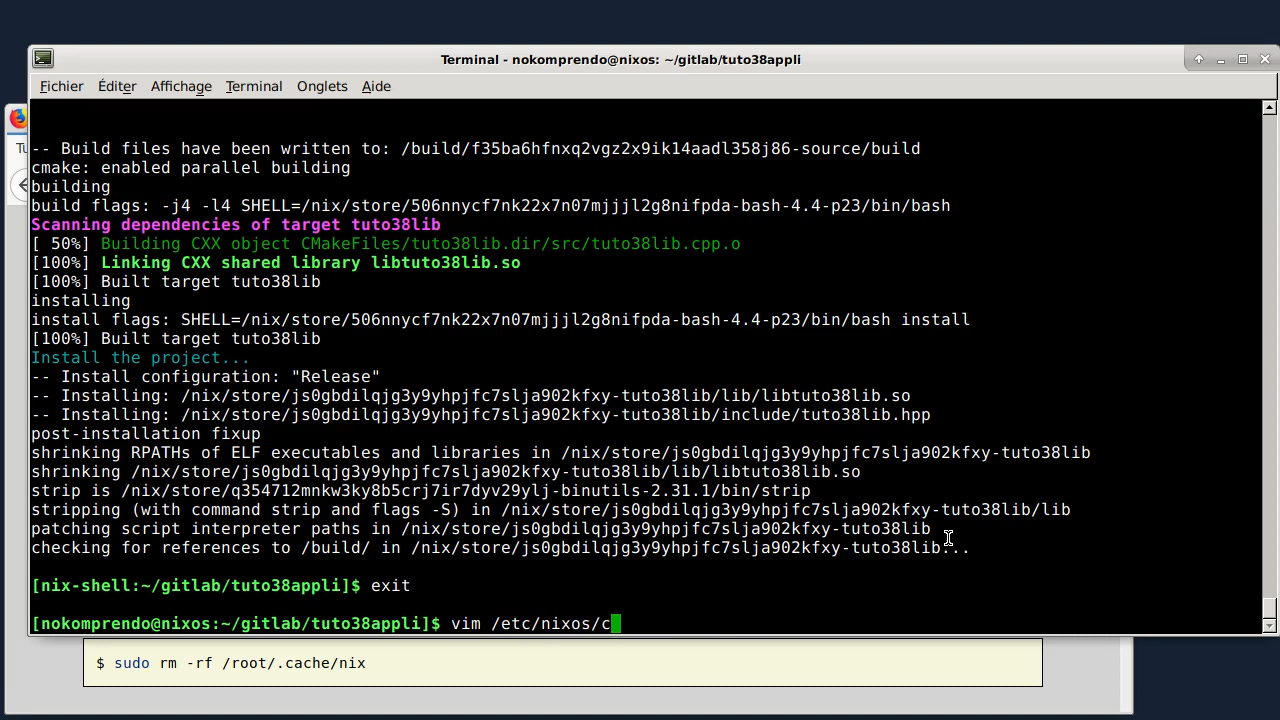 Terminal - nokomprendo@nixos: ~/gitlab/tuto38appli
Fichier Éditer Affichage Terminal Onglets Aide
-- Build files have been written to: /build/f35ba6hfnxq2vgz2x9ik14aadl358j86-source/build
cmake: enabled parallel building
building
build flags: -j4 -l4 SHELL=/nix/store/506nnycf7nk22x7n07mjjjl2g8nifpda-bash-4.4-p23/bin/bash
Scanning dependencies of target tuto38lib
[ 50%] Building CXX object CMakeFiles/tuto38lib.dir/src/tuto38lib.cpp.o
[100%] Linking CXX shared library libtuto38lib.so
[100%] Built target tuto38lib
installing
install flags: SHELL=/nix/store/506nnycf7nk22x7n07mjjjl2g8nifpda-bash-4.4-p23/bin/bash install
[100%] Built target tuto38lib
Install the project...
-- Install configuration: "Release"
-- Installing: /nix/store/js0gbdilqjg3y9yhpjfc7slja902kfxy-tuto38lib/lib/libtuto38lib.so
-- Installing: /nix/store/js0gbdilqjg3y9yhpjfc7slja902kfxy-tuto38lib/include/tuto38lib.hpp
post-installation fixup
shrinking RPATHs of ELF executables and libraries in /nix/store/js0gbdilqjg3y9yhpjfc7slja902kfxy-tuto38lib
shrinking /nix/store/js0gbdilqjg3y9yhpjfc7slja902kfxy-tuto38lib/lib/libtuto38lib.so
strip is /nix/store/q354712mnkw3ky8b5crj7ir7dyv29ylj-binutils-2.31.1/bin/strip
stripping (with command strip and flags -S) in /nix/store/js0gbdilqjg3y9yhpjfc7slja902kfxy-tuto38lib/lib
patching script interpreter paths in /nix/store/js0gbdilqjg3y9yhpjfc7slja902kfxy-tuto38lib
checking for references to /build/ in /nix/store/js0gbdilqjg3y9yhpjfc7slja902kfxy-tuto38lib...
[nix-shell:~/gitlab/tuto38appli]$ exit
[nokomprendo@nixos:~/gitlab/tuto38appli]$ vim /etc/nixos/c
$ sudo rm -rf /root/.cache/nix